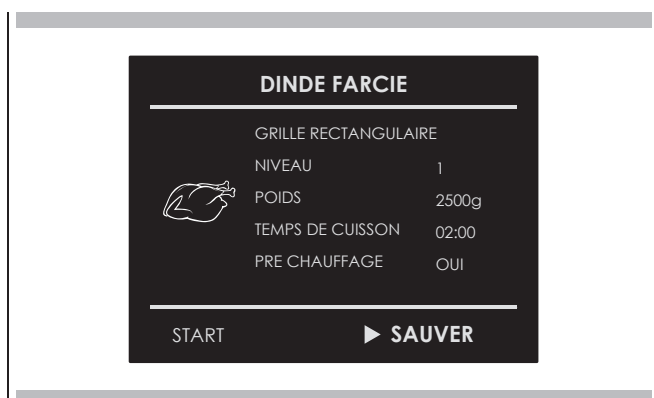 DINDE FARCIE
GRILLE RECTANGULAIRE
NIVEAU 1
POIDS 2500g
TEMPS DE CUISSON 02:00
PRE CHAUFFAGE OUI
START ▶ SAUVER